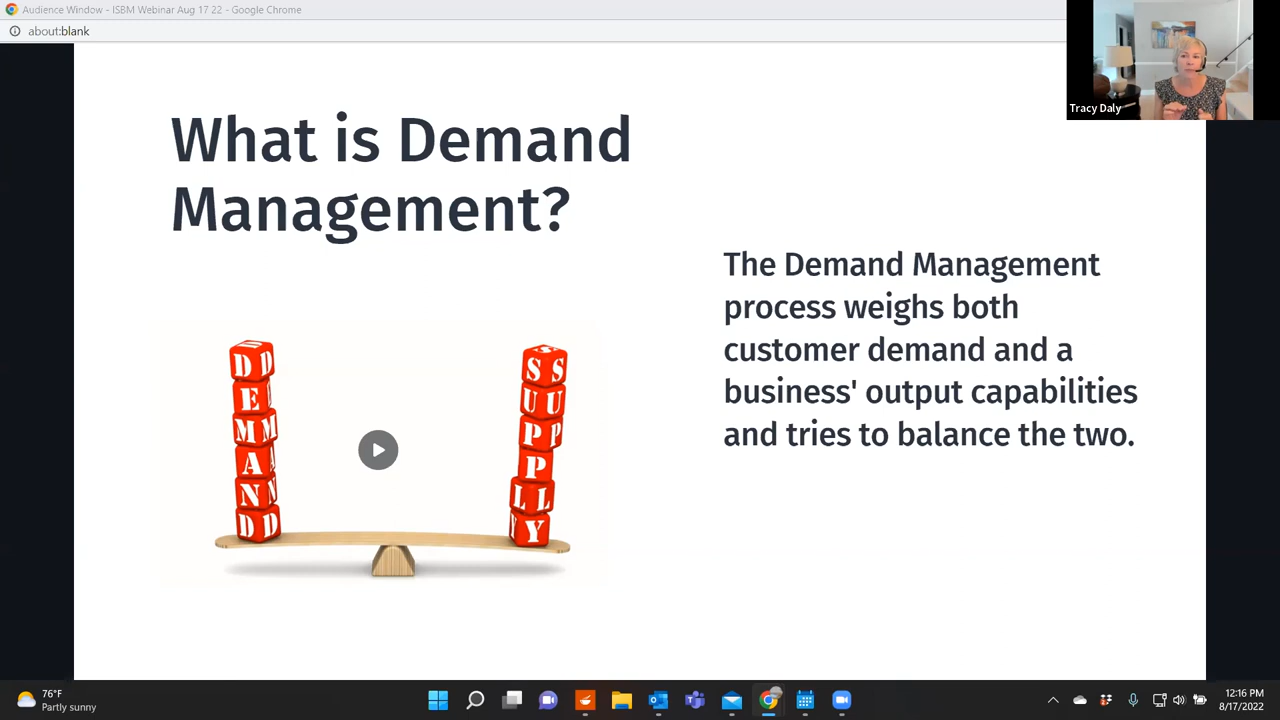 Audience Window - ISBM Webinar Aug 17 22 - Google Chrome
about:blank
Tracy Daly
What is Demand
Management?
The Demand Management
process weighs both
customer demand and a
business' output capabilities
and tries to balance the two.
DEMAND
SUPPLY
76°F
Partly sunny
12:16 PM
8/17/2022